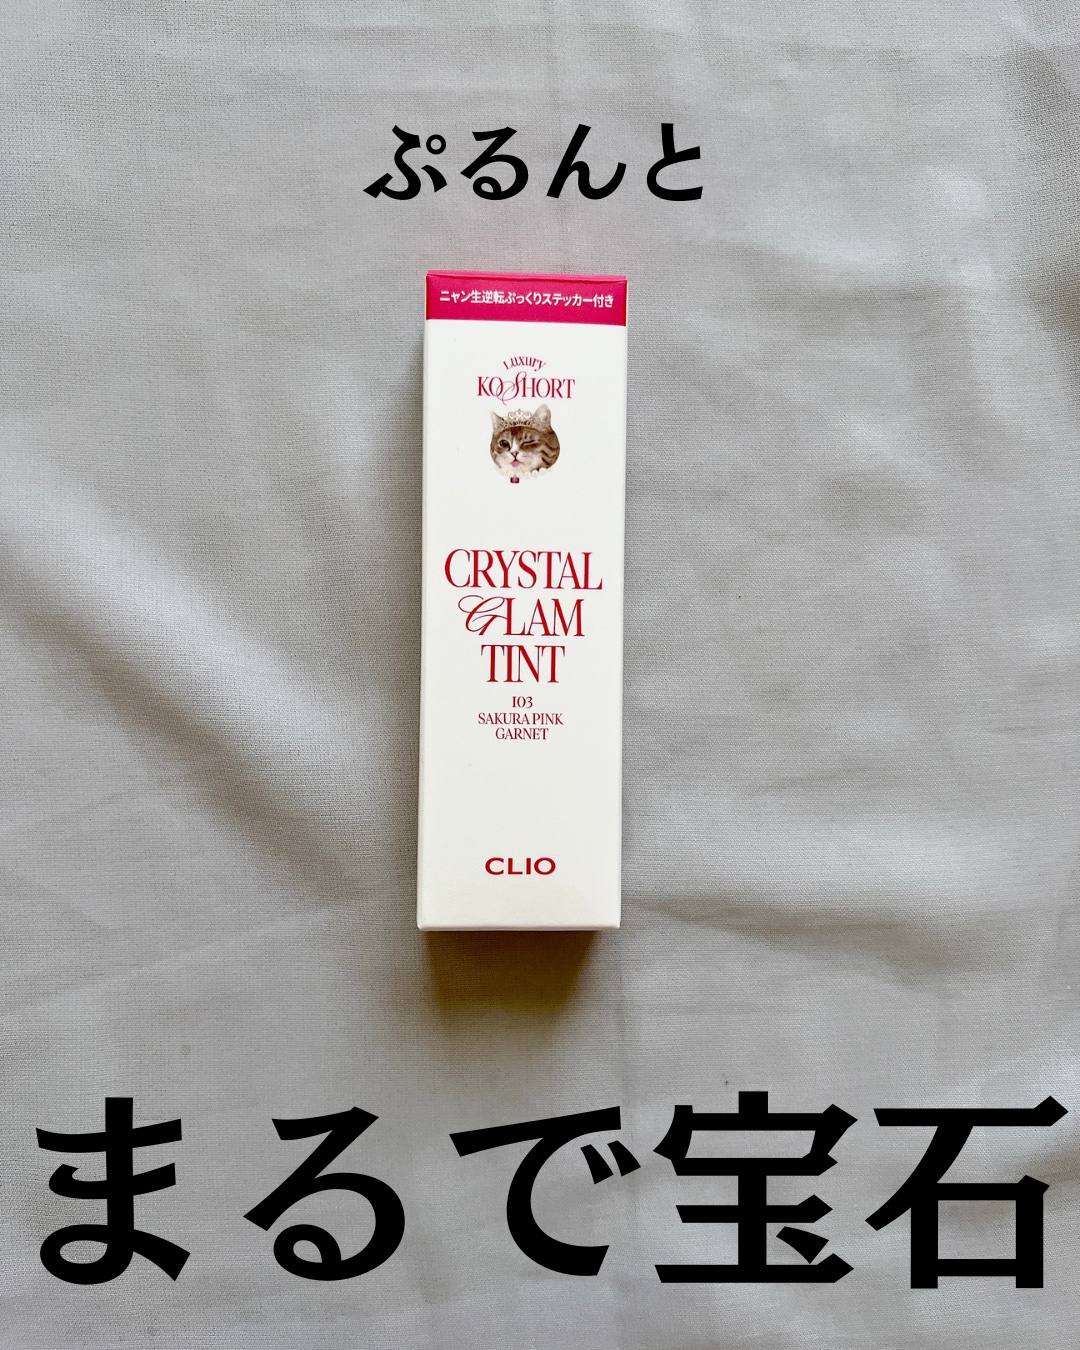 ぷるんと
ニャン生逆転ぷっくりステッカー付き
Luxury
KOSHORT
CRYSTAL
GLAM
TINT
103
SAKURA PINK
GARNET
CLIO
まるで宝石